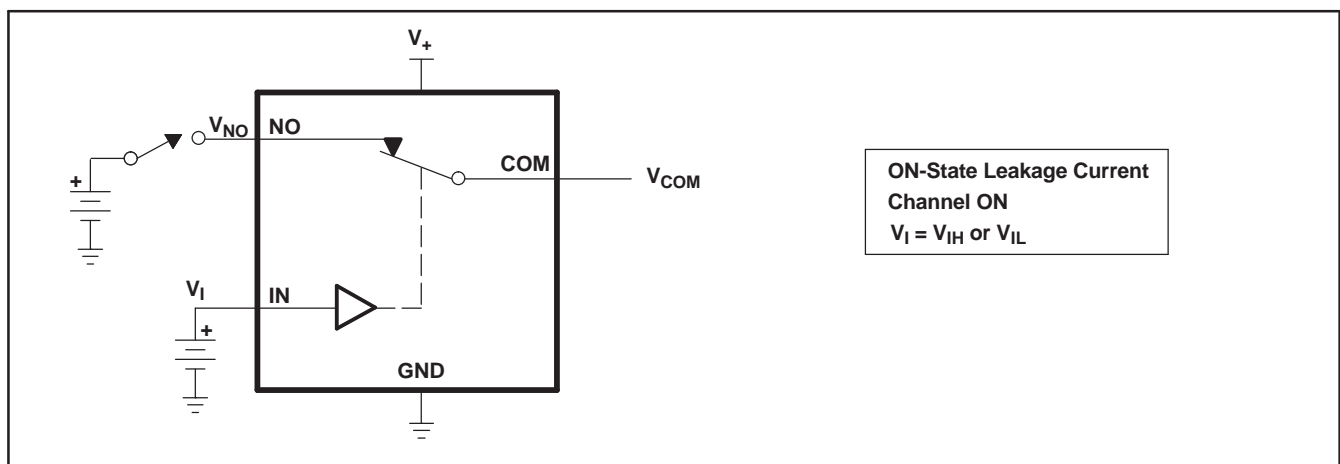 V+
VNO NO
+
COM
VCOM
VI IN
+
GND
ON-State Leakage Current
Channel ON
VI = VIH or VIL